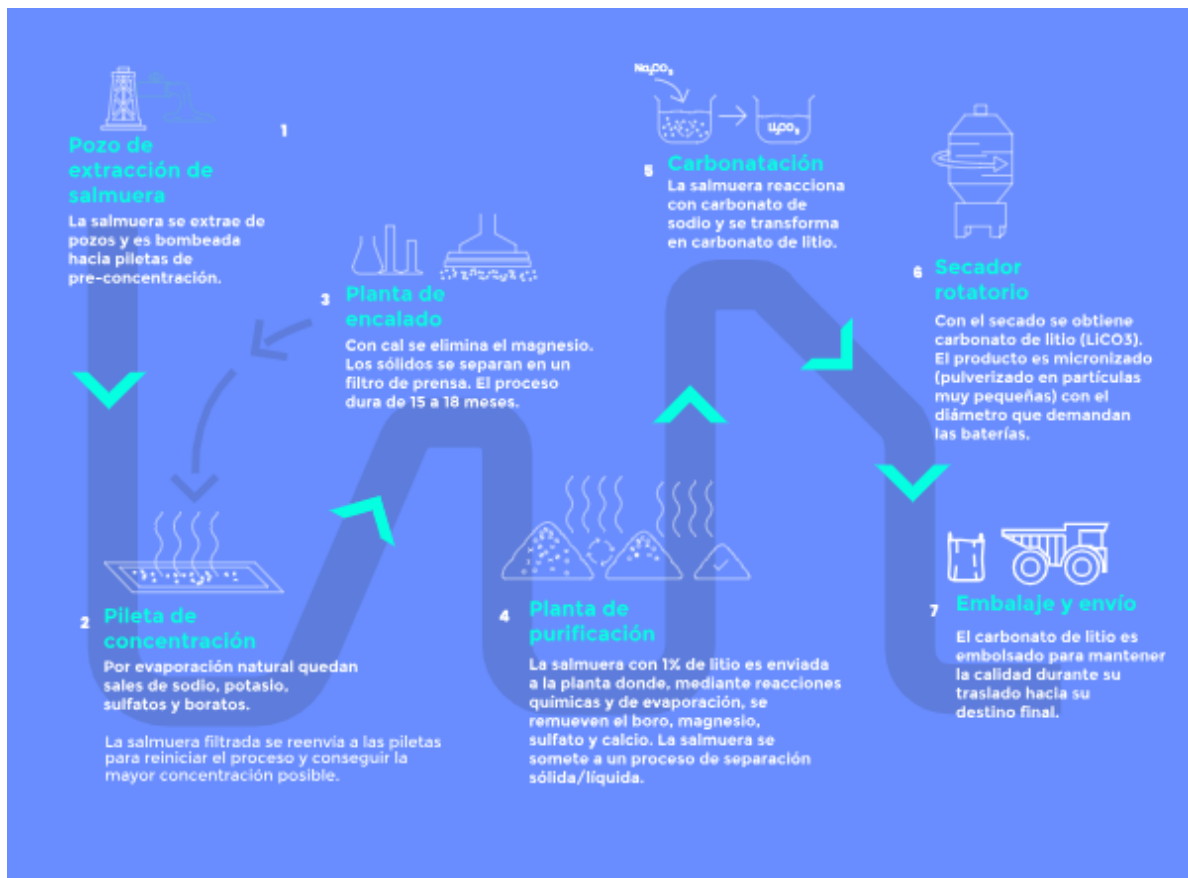 1
Pozo de
extracción de
salmuera
La salmuera se extrae de
pozos y es bombeada
hacia piletas de
pre-concentración.
2
Pileta de
concentración
Por evaporación natural quedan
sales de sodio, potasio,
sulfatos y boratos.
La salmuera filtrada se reenvía a las piletas
para reiniciar el proceso y conseguir la
mayor concentración posible.
3
Planta de
encalado
Con cal se elimina el magnesio.
Los sólidos se separan en un
filtro de prensa. El proceso
dura de 15 a 18 meses.
4
Planta de
purificación
La salmuera con 1% de litio es enviada
a la planta donde, mediante reacciones
químicas y de evaporación, se
remueven el boro, magnesio,
sulfato y calcio. La salmuera se
somete a un proceso de separación
sólida/líquida.
Na₂CO₃
Li₂CO₃
5
Carbonatación
La salmuera reacciona
con carbonato de
sodio y se transforma
en carbonato de litio.
6
Secador
rotatorio
Con el secado se obtiene
carbonato de litio (LiCO3).
El producto es micronizado
(pulverizado en partículas
muy pequeñas) con el
diámetro que demandan
las baterías.
7
Embalaje y envío
El carbonato de litio es
embolsado para mantener
la calidad durante su
traslado hacia su
destino final.